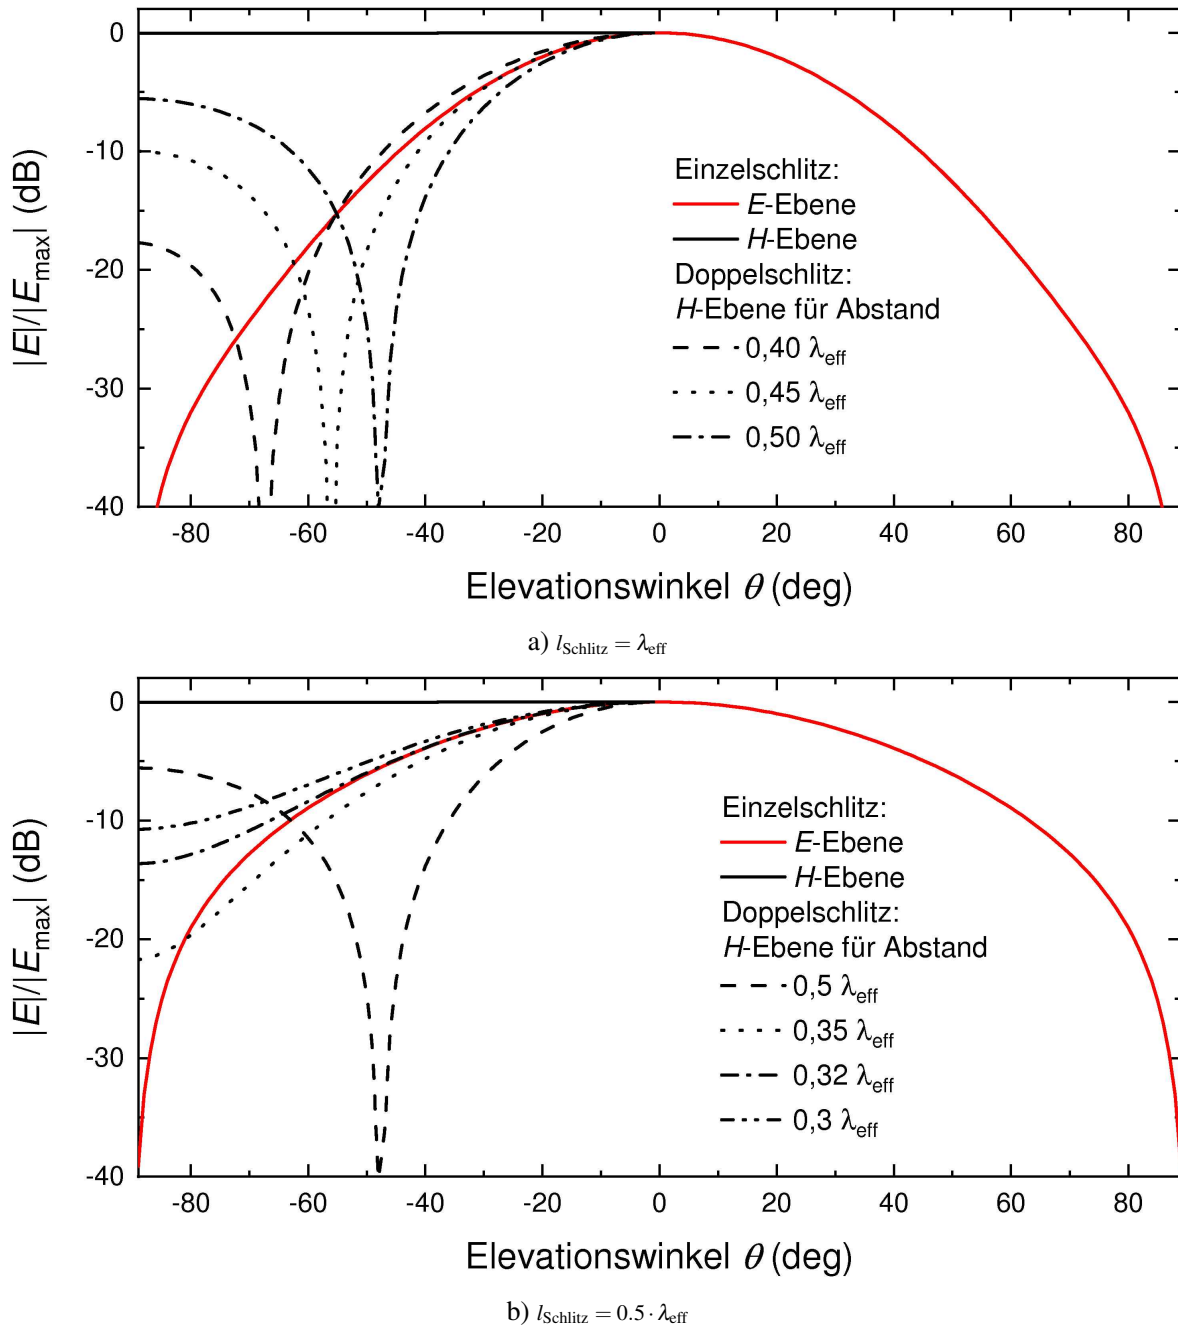 0
-10
-20
-30
-40
|E|/|E_max| (dB)
Einzelschlitz:
E-Ebene
H-Ebene
Doppelschlitz:
H-Ebene für Abstand
0,40 λ_eff
0,45 λ_eff
0,50 λ_eff
-80 -60 -40 -20 0 20 40 60 80
Elevationswinkel θ (deg)
a) l_Schlitz = λ_eff
0
-10
-20
-30
-40
|E|/|E_max| (dB)
Einzelschlitz:
E-Ebene
H-Ebene
Doppelschlitz:
H-Ebene für Abstand
0,5 λ_eff
0,35 λ_eff
0,32 λ_eff
0,3 λ_eff
-80 -60 -40 -20 0 20 40 60 80
Elevationswinkel θ (deg)
b) l_Schlitz = 0.5 · λ_eff